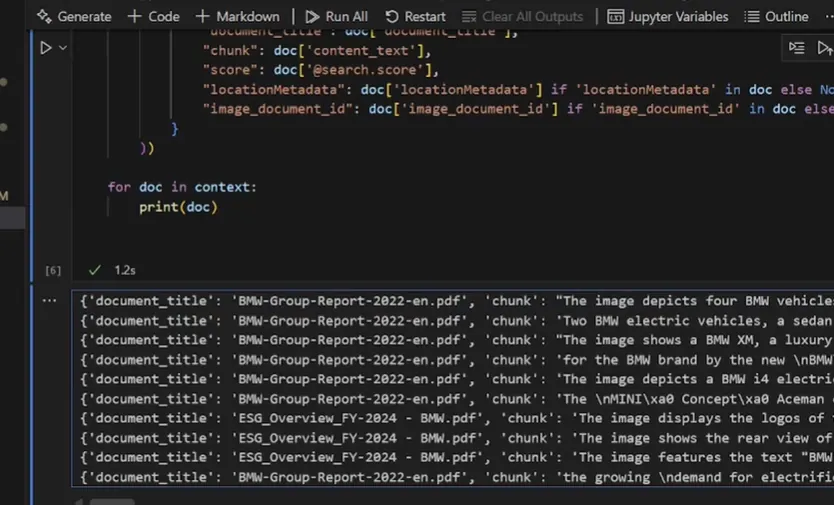 Generate + Code + Markdown Run All Restart Clear All Outputs Jupyter Variables Outline ...
"document_title": doc['document_title'],
"chunk": doc['content_text'],
"score": doc['@search.score'],
"locationMetadata": doc['locationMetadata'] if 'locationMetadata' in doc else No
"image_document_id": doc['image_document_id'] if 'image_document_id' in doc else
}
))
M
for doc in context:
print(doc)
[6] 1.2s
... {'document_title': 'BMW-Group-Report-2022-en.pdf', 'chunk': "The image depicts four BMW vehicles
{'document_title': 'BMW-Group-Report-2022-en.pdf', 'chunk': 'Two BMW electric vehicles, a sedan
{'document_title': 'BMW-Group-Report-2022-en.pdf', 'chunk': "The image shows a BMW XM, a luxury
{'document_title': 'BMW-Group-Report-2022-en.pdf', 'chunk': 'for the BMW brand by the new \nBMW
{'document_title': 'BMW-Group-Report-2022-en.pdf', 'chunk': 'The image depicts a BMW i4 electri
{'document_title': 'BMW-Group-Report-2022-en.pdf', 'chunk': 'The \nMINI\xa0 Concept\xa0 Aceman
{'document_title': 'ESG_Overview_FY-2024 - BMW.pdf', 'chunk': 'The image displays the logos of
{'document_title': 'ESG_Overview_FY-2024 - BMW.pdf', 'chunk': 'The image shows the rear view of
{'document_title': 'ESG_Overview_FY-2024 - BMW.pdf', 'chunk': 'The image features the text "BMW
{'document_title': 'BMW-Group-Report-2022-en.pdf', 'chunk': 'the growing \ndemand for electrifi